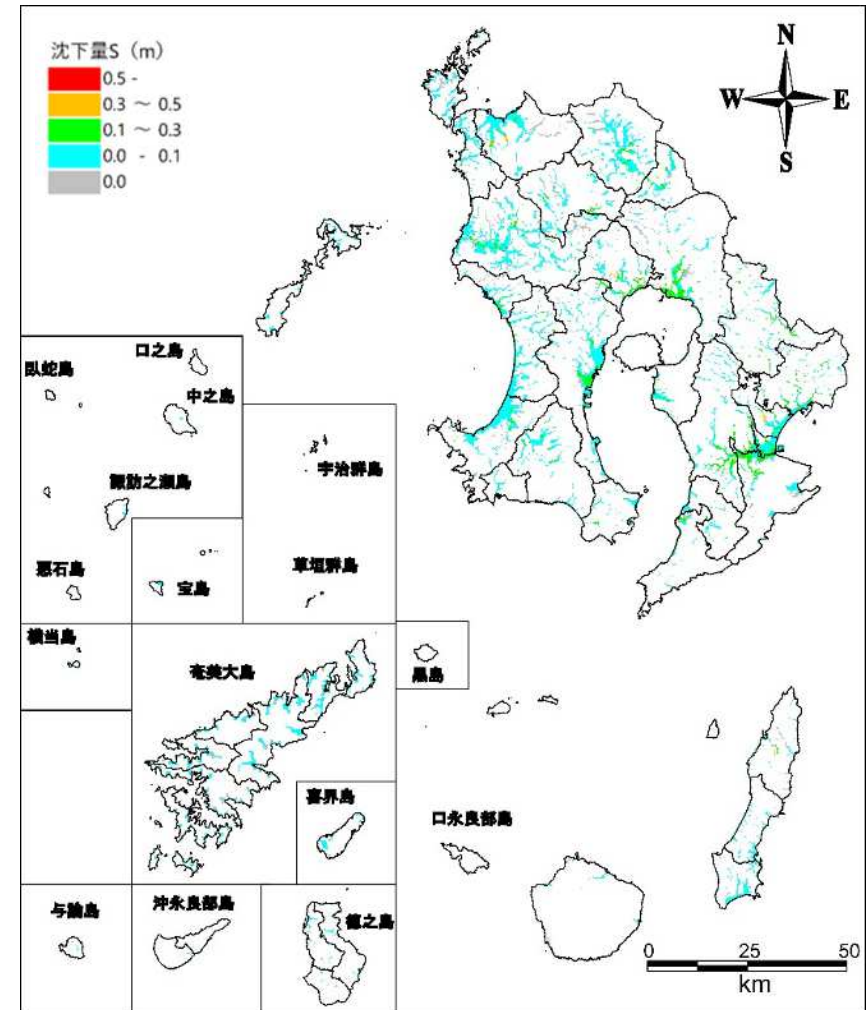 沈下量S（m）
0.5 -
0.3 ～ 0.5
0.1 ～ 0.3
0.0 - 0.1
0.0
N
W
E
S
口之島
臥蛇島
中之島
諏訪之瀬島
宇治群島
悪石島
宝島
草垣群島
横当島
奄美大島
黒島
喜界島
口永良部島
与論島
沖永良部島
徳之島
0 25 50
km